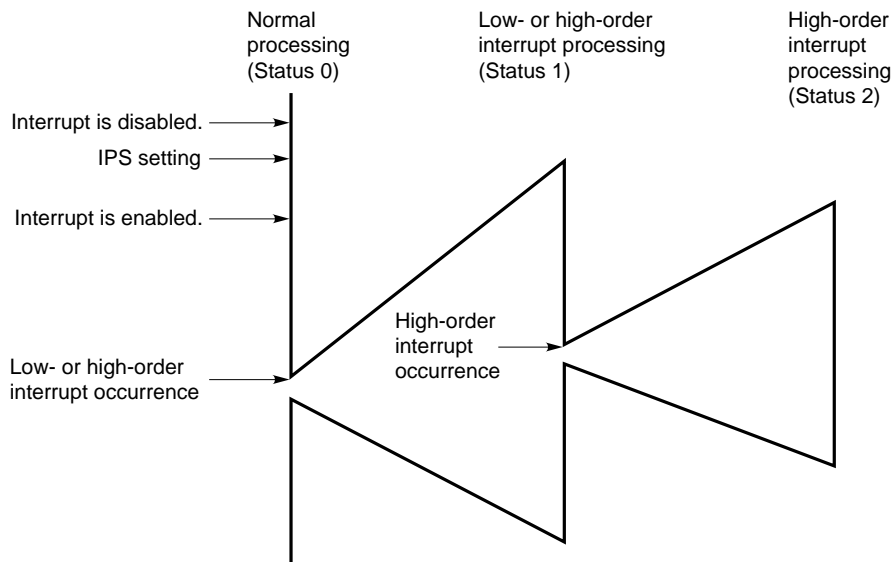 Normal
processing
(Status 0)
Low- or high-order
interrupt processing
(Status 1)
High-order
interrupt
processing
(Status 2)
Interrupt is disabled.
IPS setting
Interrupt is enabled.
Low- or high-order
interrupt occurrence
High-order
interrupt
occurrence